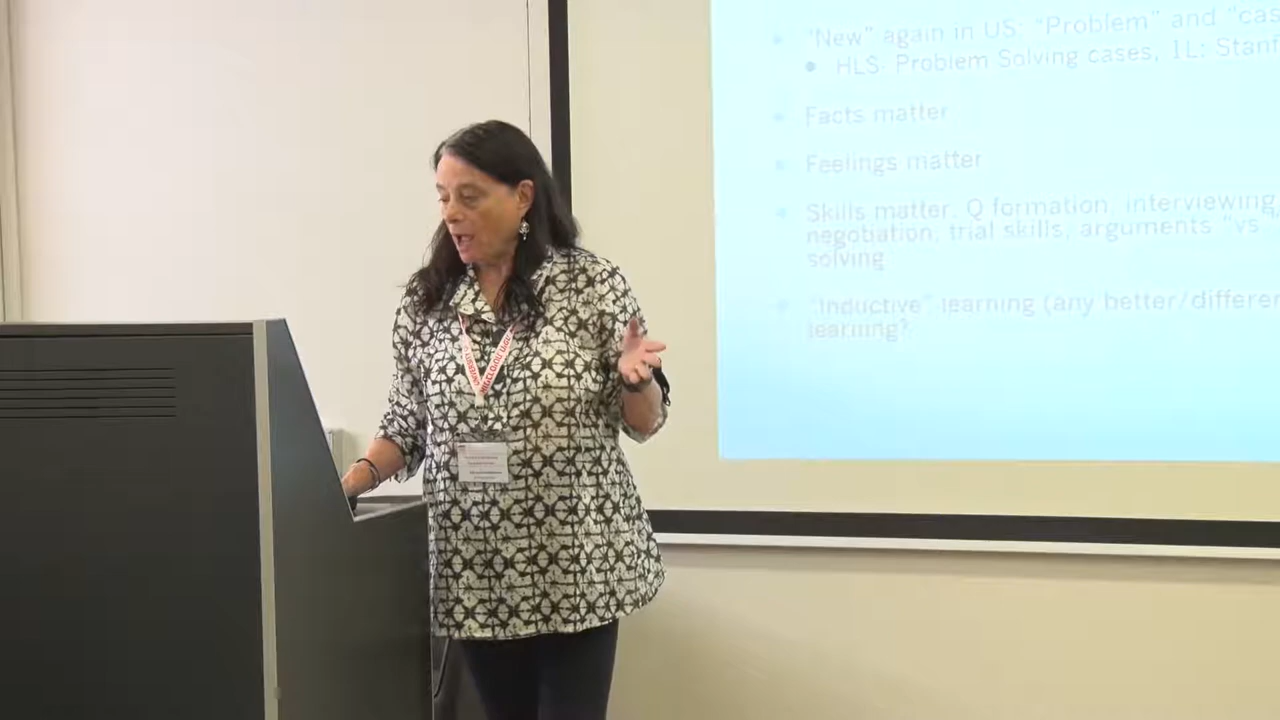 "New" again in US: "Problem" and "cas
HLS- Problem Solving cases, 1L; Stanf
Facts matter
Feelings matter
Skills matter, Q formation, interviewing,
negotiation, trial skills, arguments "vs
solving
"Inductive" learning (any better/differen
learning?